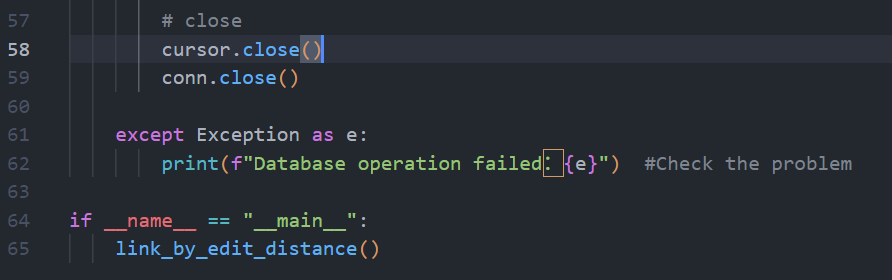 57 # close
58 cursor.close()
59 conn.close()
60
61 except Exception as e:
62 print(f"Database operation failed：{e}")  #Check the problem
63
64 if __name__ == "__main__":
65 link_by_edit_distance()